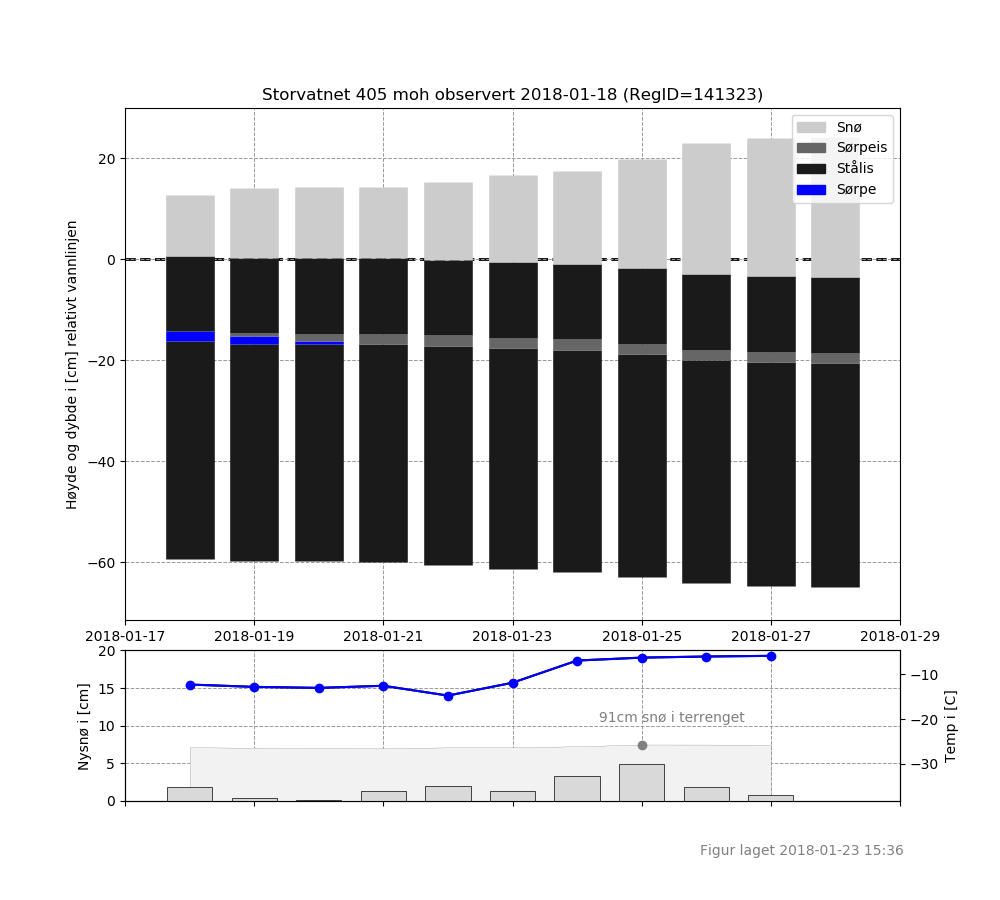 Storvatnet 405 moh observert 2018-01-18 (RegID=141323)
Snø
Sørpeis
Stålis
Sørpe
Høyde og dybde i [cm] relativt vannlinjen
20
0
−20
−40
−60
2018-01-17 2018-01-19 2018-01-21 2018-01-23 2018-01-25 2018-01-27 2018-01-29
Nysnø i [cm]
20
15
10
5
0
91cm snø i terrenget
−10
−20
−30
Temp i [C]
Figur laget 2018-01-23 15:36